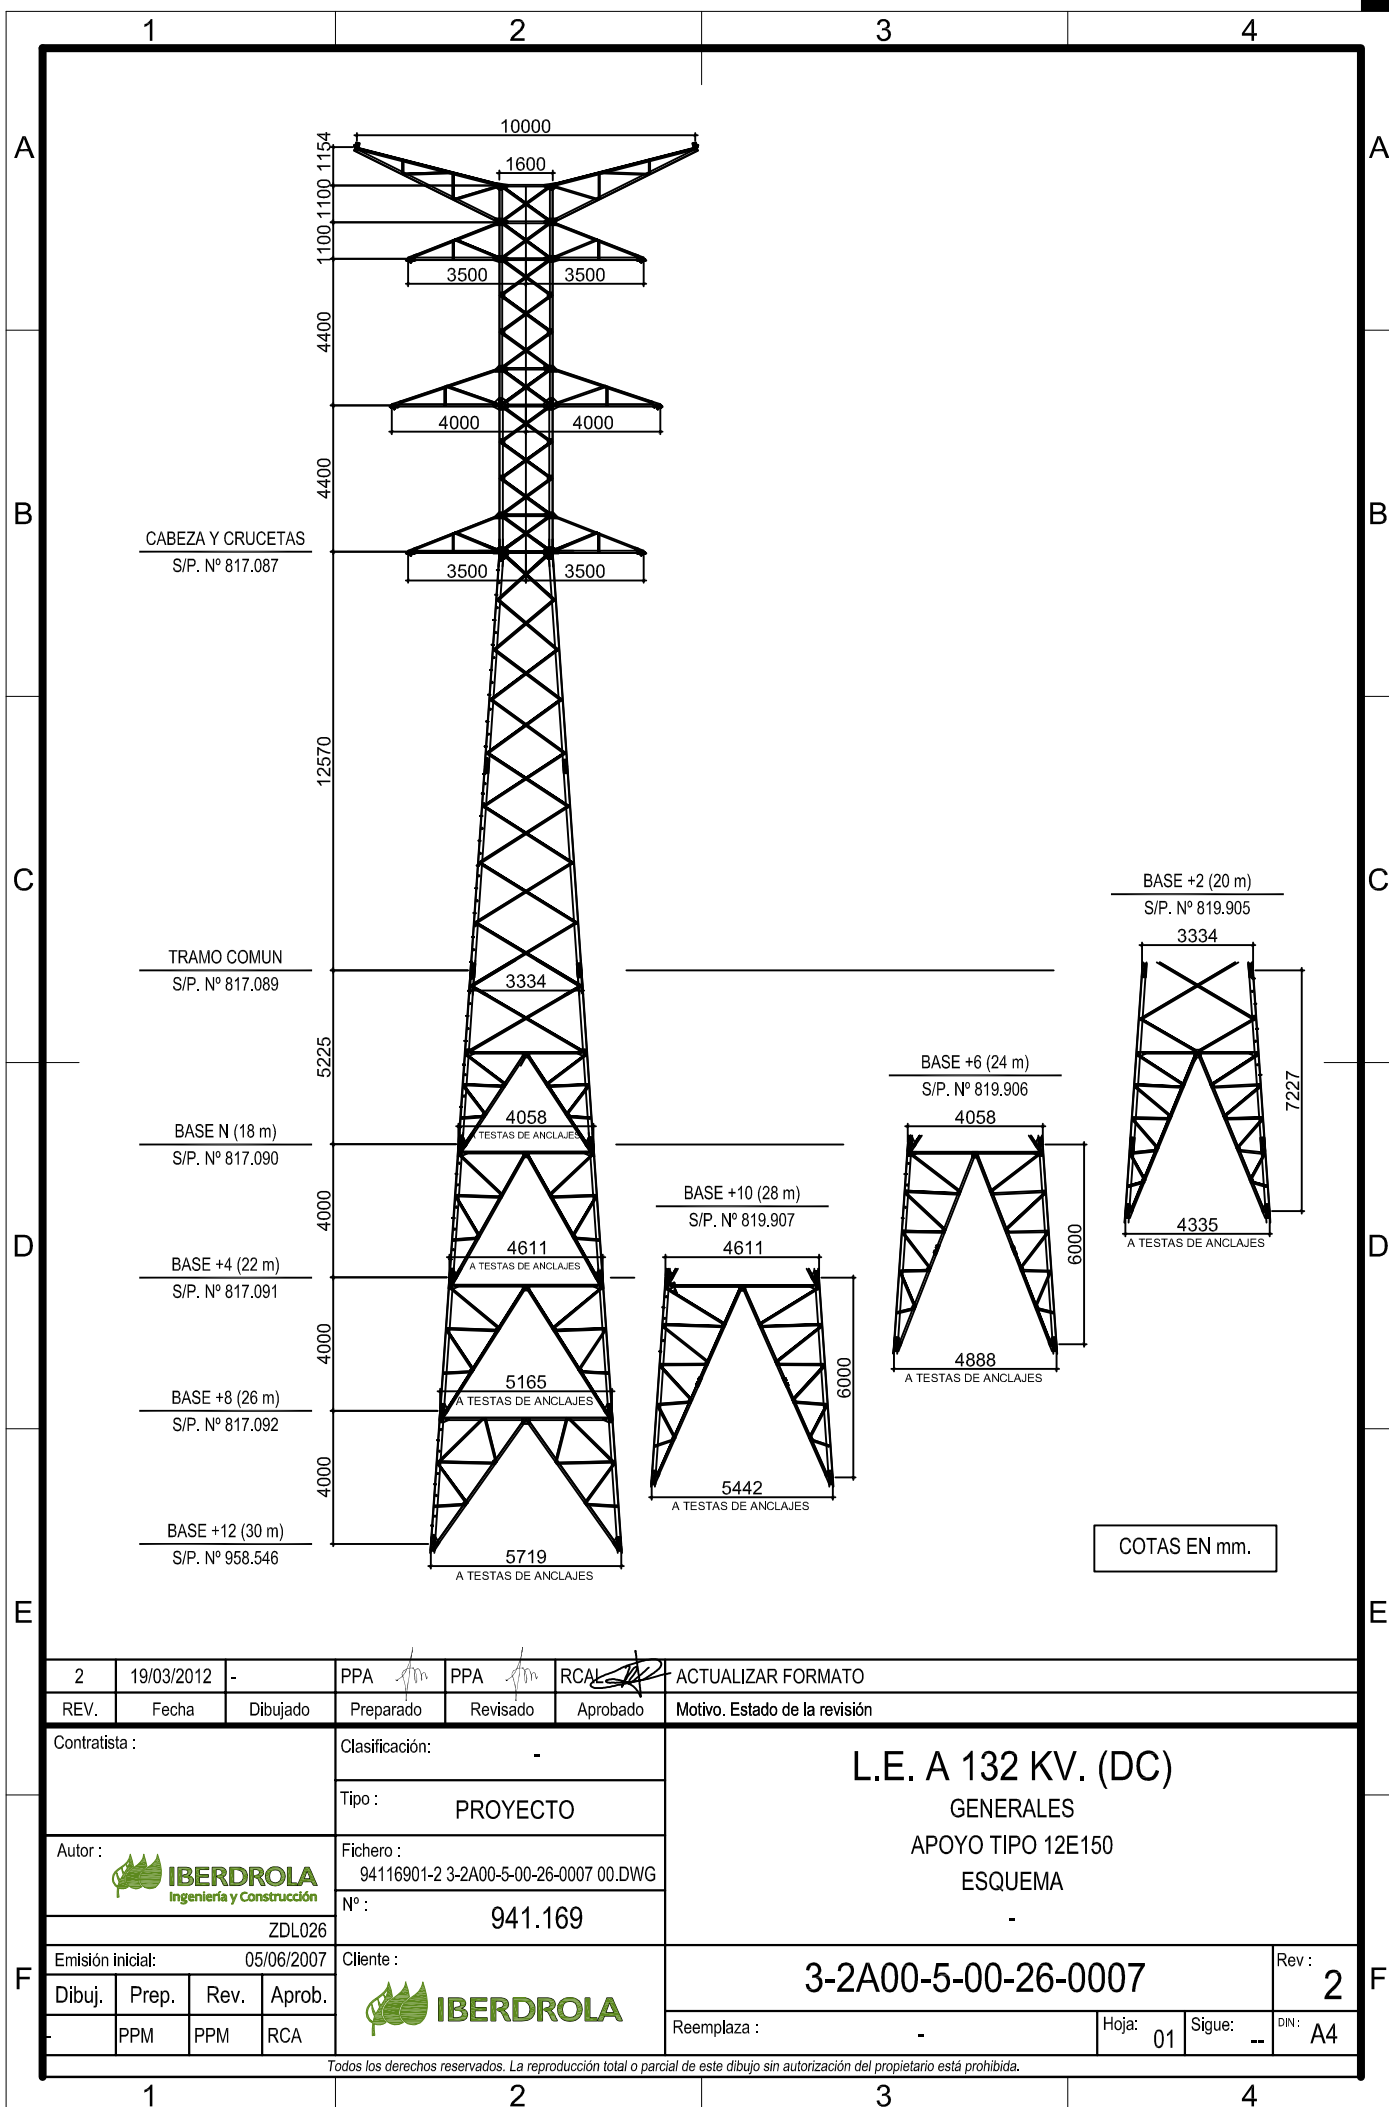 1 2 3 4
A A
10000
1154
1600
1100
1100
3500 3500
4400
4000 4000
4400
B B
CABEZA Y CRUCETAS
S/P. Nº 817.087
3500 3500
12570
C C
BASE +2 (20 m)
S/P. Nº 819.905
3334
TRAMO COMUN
S/P. Nº 817.089
3334
5225
BASE +6 (24 m)
S/P. Nº 819.906
7227
4058
4058
A TESTAS DE ANCLAJES
BASE N (18 m)
S/P. Nº 817.090
4000
BASE +10 (28 m)
S/P. Nº 819.907
6000
4335
A TESTAS DE ANCLAJES
D D
4611
4611
A TESTAS DE ANCLAJES
BASE +4 (22 m)
S/P. Nº 817.091
4000
6000
4888
A TESTAS DE ANCLAJES
5165
A TESTAS DE ANCLAJES
BASE +8 (26 m)
S/P. Nº 817.092
4000
5442
A TESTAS DE ANCLAJES
BASE +12 (30 m)
S/P. Nº 958.546
5719
A TESTAS DE ANCLAJES
COTAS EN mm.
E E
2 19/03/2012 - PPA PPA RCAL ACTUALIZAR FORMATO
REV. Fecha Dibujado Preparado Revisado Aprobado Motivo. Estado de la revisión
Contratista :
Clasificación: -
Tipo : PROYECTO
L.E. A 132 KV. (DC)
GENERALES
APOYO TIPO 12E150
ESQUEMA
-
Autor :
IBERDROLA
Ingeniería y Construcción
ZDL026
Fichero :
94116901-2 3-2A00-5-00-26-0007 00.DWG
Nº : 941.169
Emisión inicial: 05/06/2007
Dibuj. Prep. Rev. Aprob.
- PPM PPM RCA
Cliente :
IBERDROLA
3-2A00-5-00-26-0007
Rev : 2
Reemplaza : -
Hoja: 01 Sigue: -- DIN : A4
F F
Todos los derechos reservados. La reproducción total o parcial de este dibujo sin autorización del propietario está prohibida.
1 2 3 4